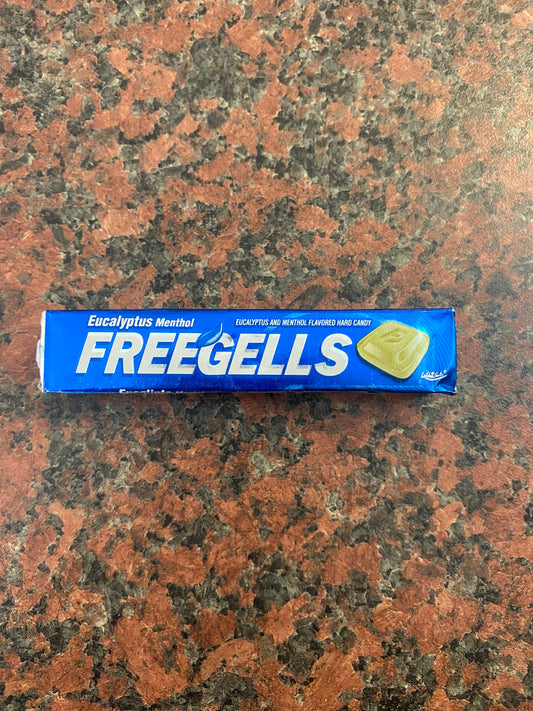 Eucalyptus Menthol
EUCALYPTUS AND MENTHOL FLAVORED HARD CANDY
FREEGELLS